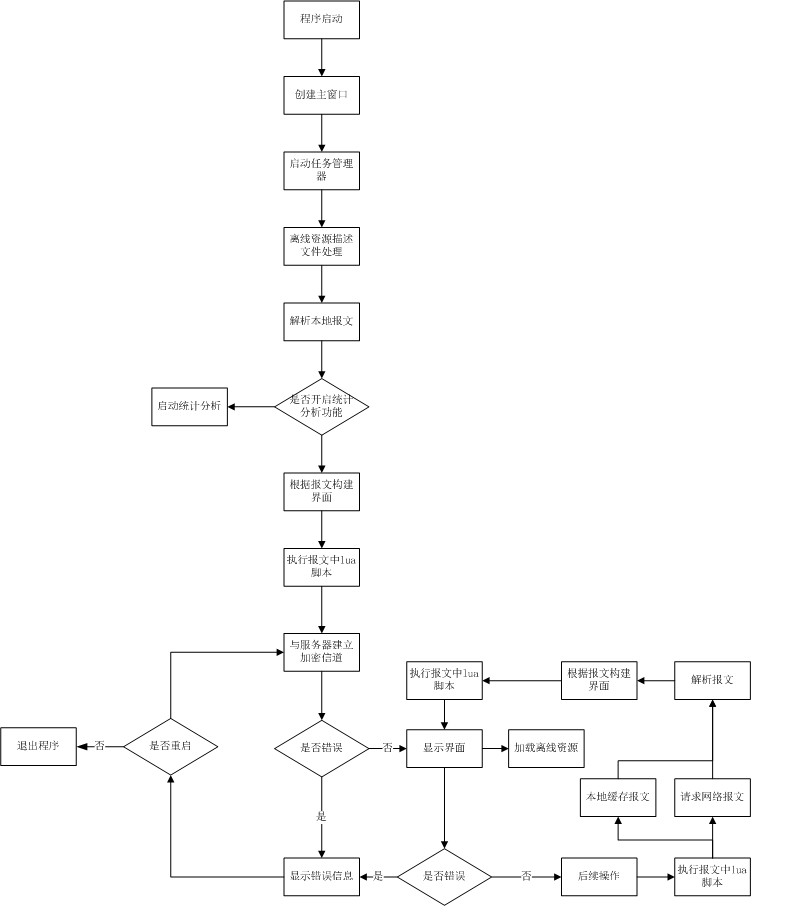 程序启动
创建主窗口
启动任务管理
器
离线资源描述
文件处理
解析本地报文
是否开启统计
分析功能
启动统计分析
根据报文构建
界面
执行报文中lua
脚本
与服务器建立
加密信道
执行报文中lua
脚本
根据报文构建
界面
解析报文
退出程序
否
是否重启
是否错误
否
显示界面
加载离线资源
本地缓存报文
请求网络报文
是
显示错误信息
是
是否错误
否
后续操作
执行报文中lua
脚本